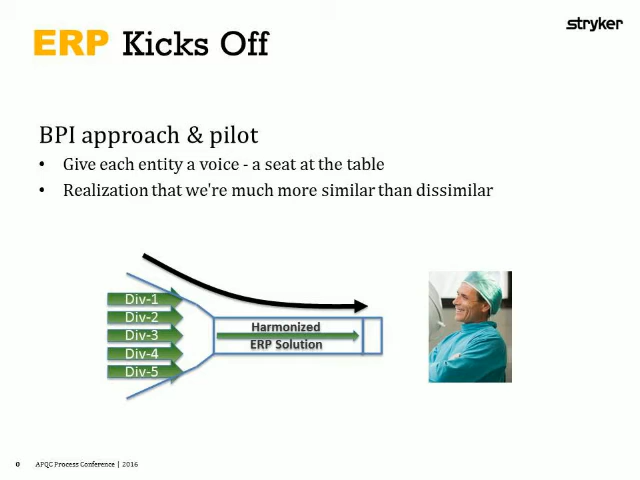 ERP Kicks Off
stryker
BPI approach & pilot
• Give each entity a voice - a seat at the table
• Realization that we're much more similar than dissimilar
Div-1
Div-2
Div-3
Div-4
Div-5
Harmonized
ERP Solution
0 APQC Process Conference | 2016